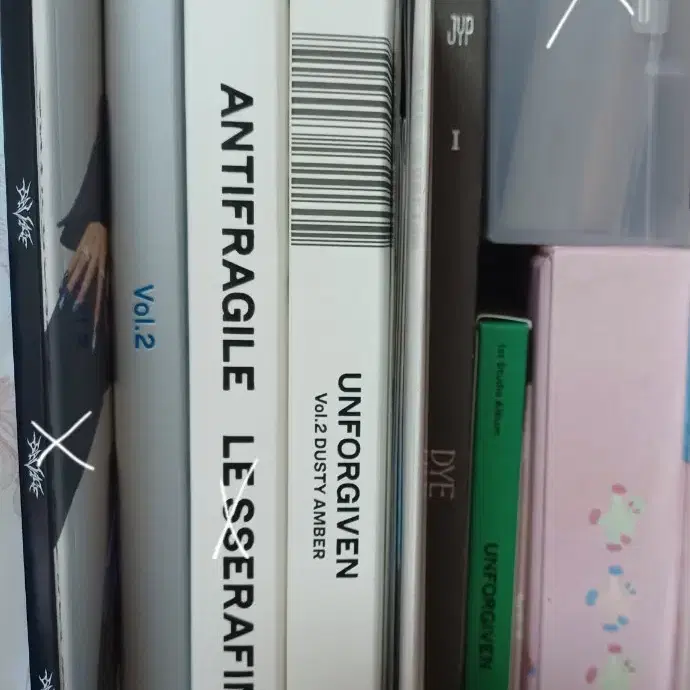 Vol.2
ANTIFRAGILE LE SSERAFIM
UNFORGIVEN
Vol.2 DUSTY AMBER
JYP
I
DYE
1st Studio Album
UNFORGIVEN